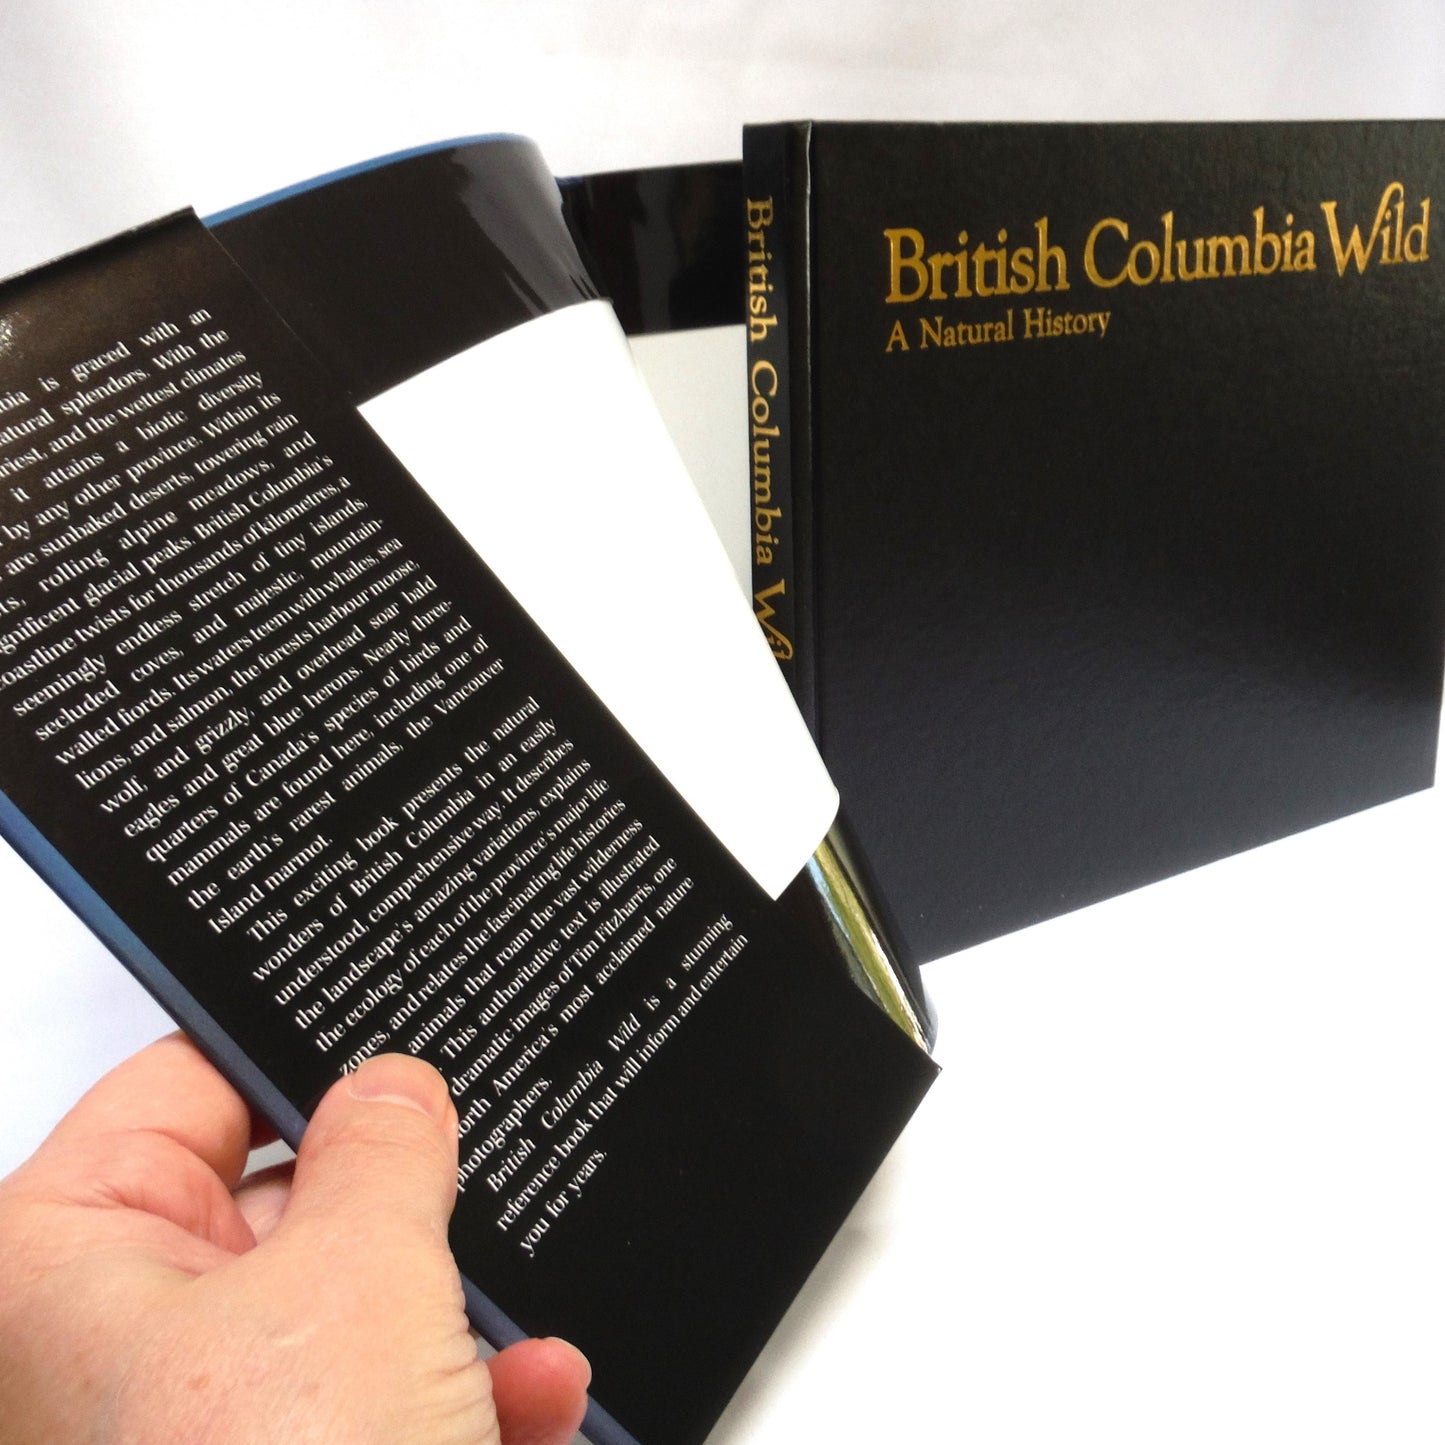 bia is graced with an
atural splendors. With the
driest, and the wettest climates
it attains a biotic diversity
by any other province. Within its
are sunbaked deserts, towering rain
rolling alpine meadows, and
glacial peaks. British Columbia's
coastline twists for thousands of kilometres, a
seemingly endless stretch of tiny islands,
secluded coves, and majestic, mountain-
walled fiords. Its waters teem with whales, sea
lions, and salmon, the forests harbour moose,
wolf, and grizzly, and overhead soar bald
eagles and great blue herons. Nearly three-
quarters of Canada's species of birds and
mammals are found here, including one of
the earth's rarest animals, the Vancouver
Island marmot.
This exciting book presents the natural
wonders of British Columbia in an easily
understood, comprehensive way. It describes
the landscape's amazing variations, explains
the ecology of each of the province's major life
zones, and relates the fascinating life histories
animals that roam the vast wilderness
This authoritative text is illustrated
dramatic images of Tim Fitzharris, one
orth America's most acclaimed nature
photographers.
British Columbia Wild is a stunning
reference book that will inform and entertain
you for years.
British Columbia Wil
British Columbia Wild
A Natural History